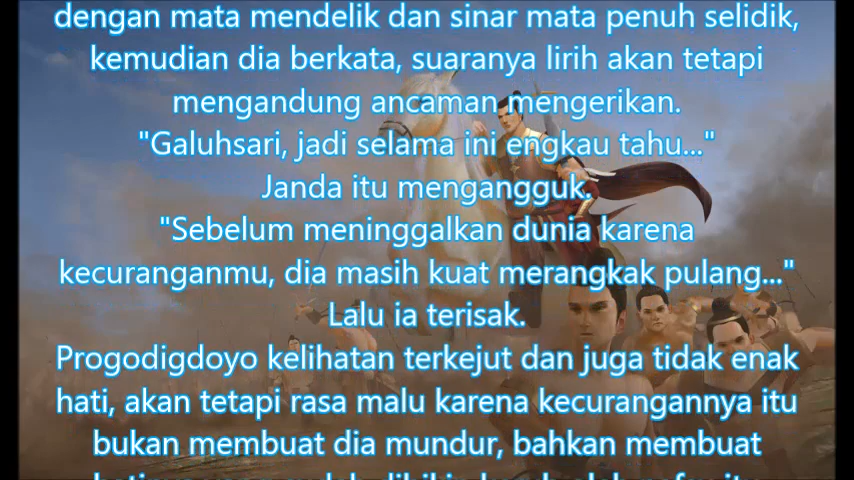 dengan mata mendelik dan sinar mata penuh selidik,
kemudian dia berkata, suaranya lirih akan tetapi
mengandung ancaman mengerikan.
"Galuhsari, jadi selama ini engkau tahu..."
Janda itu mengangguk.
"Sebelum meninggalkan dunia karena
kecuranganmu, dia masih kuat merangkak pulang..."
Lalu ia terisak.
Progodigdoyo kelihatan terkejut dan juga tidak enak
hati, akan tetapi rasa malu karena kecurangannya itu
bukan membuat dia mundur, bahkan membuat